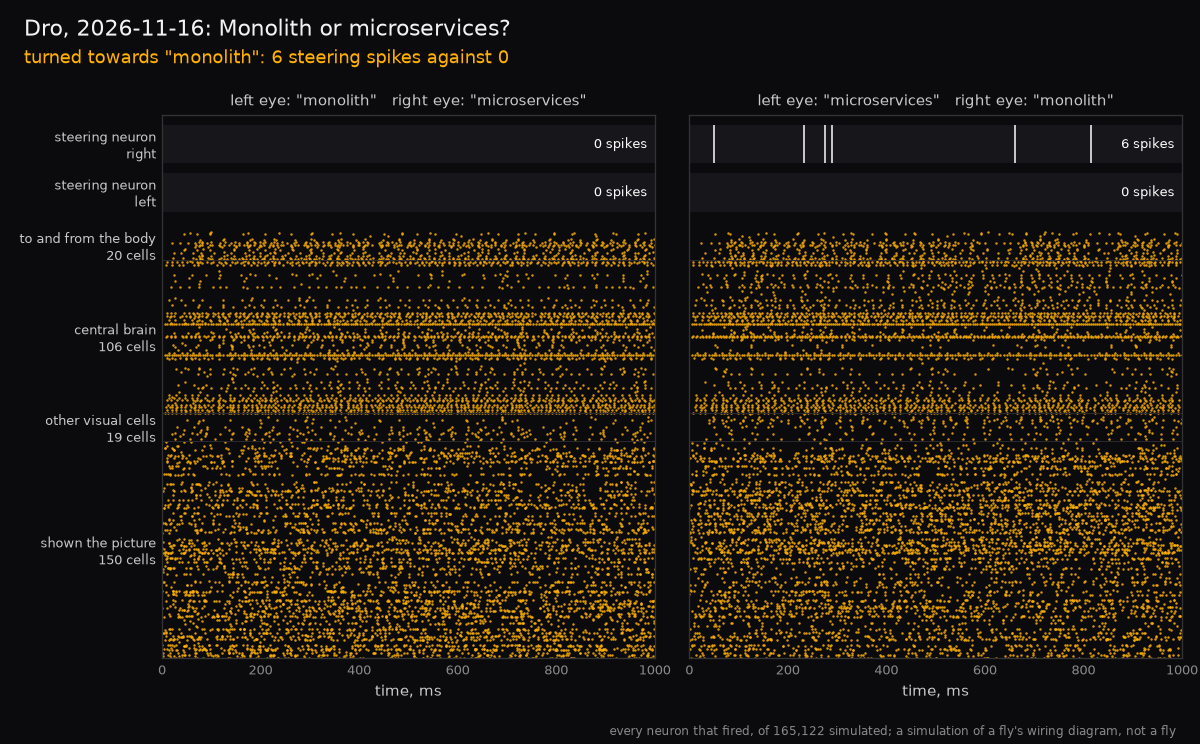 Dro, 2026-11-16: Monolith or microservices?
turned towards "monolith": 6 steering spikes against 0
left eye: "monolith"   right eye: "microservices"
left eye: "microservices"   right eye: "monolith"
steering neuron
right
0 spikes
6 spikes
steering neuron
left
0 spikes
0 spikes
to and from the body
20 cells
central brain
106 cells
other visual cells
19 cells
shown the picture
150 cells
0 200 400 600 800 1000
0 200 400 600 800 1000
time, ms
time, ms
every neuron that fired, of 165,122 simulated; a simulation of a fly's wiring diagram, not a fly